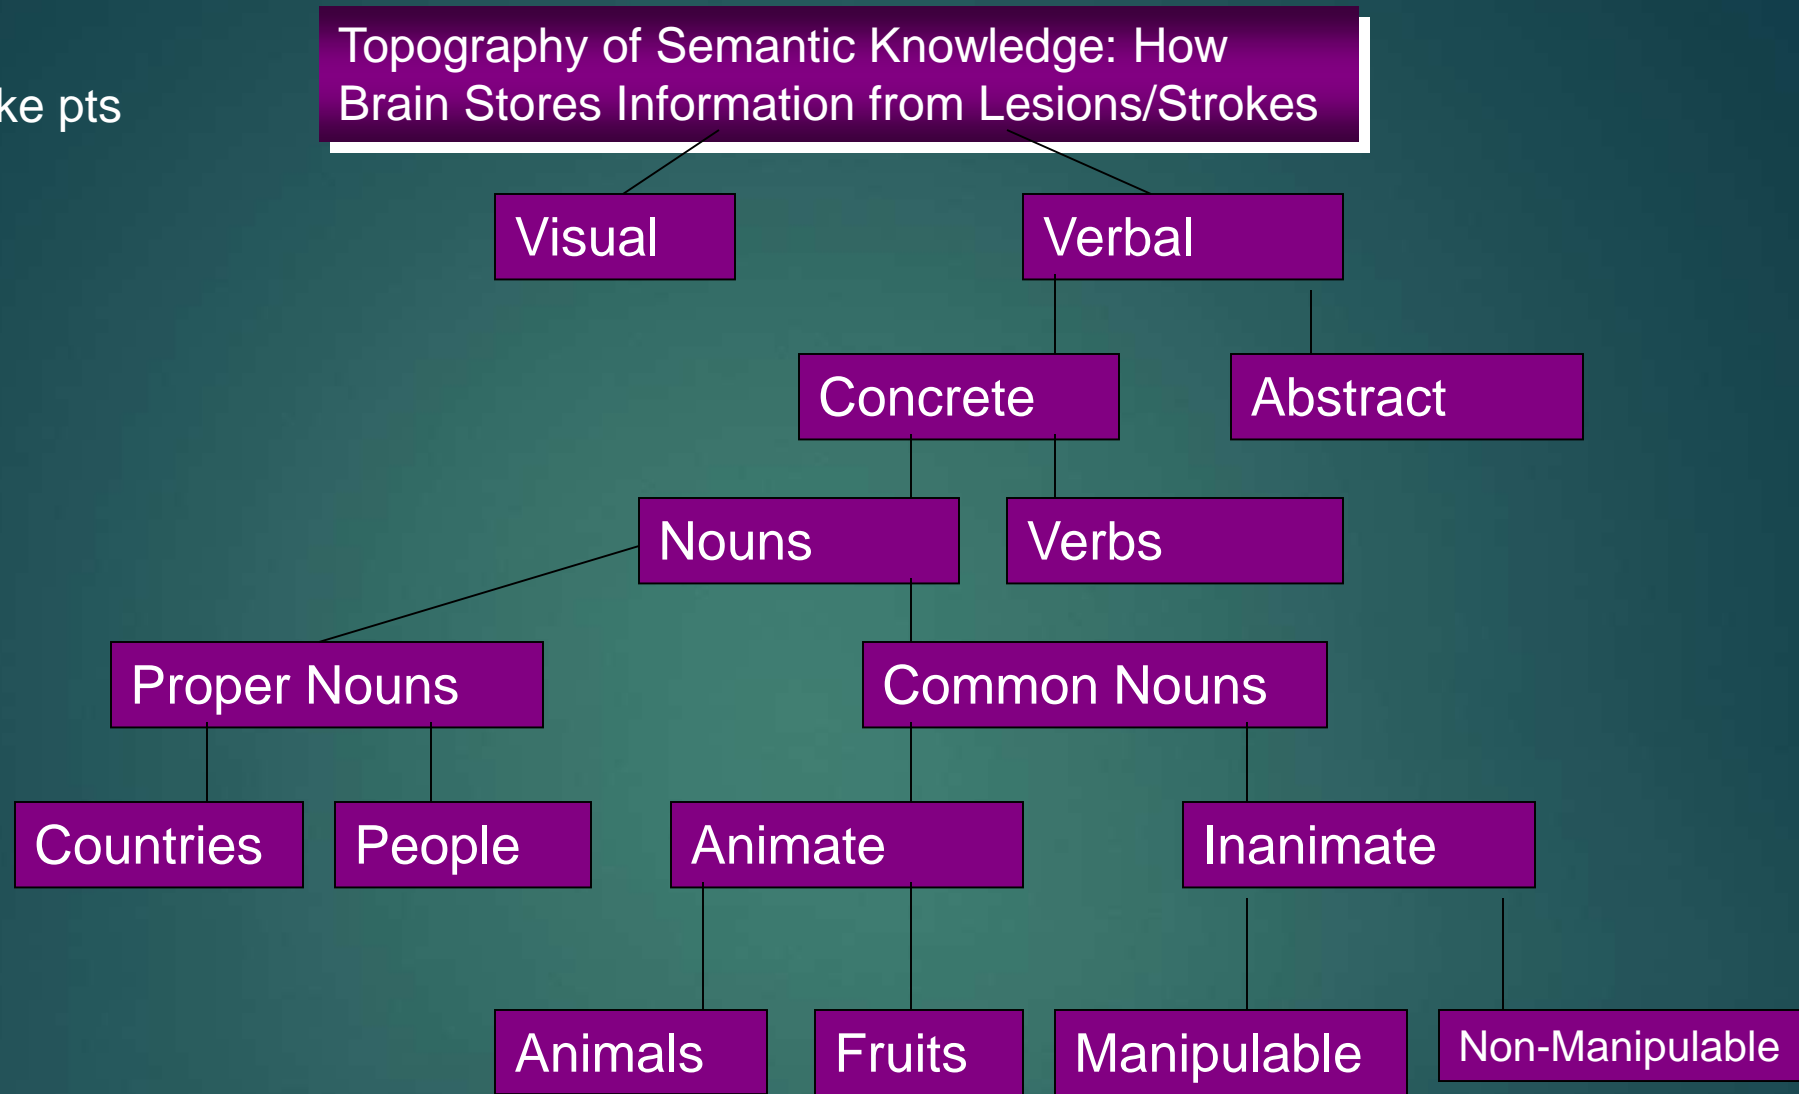 Topography of Semantic Knowledge: How
Brain Stores Information from Lesions/Strokes
pts
Visual
Verbal
Concrete
Abstract
Nouns
Verbs
Proper Nouns
Common Nouns
Countries
People
Animate
Inanimate
Animals
Fruits
Manipulable
Non-Manipulable